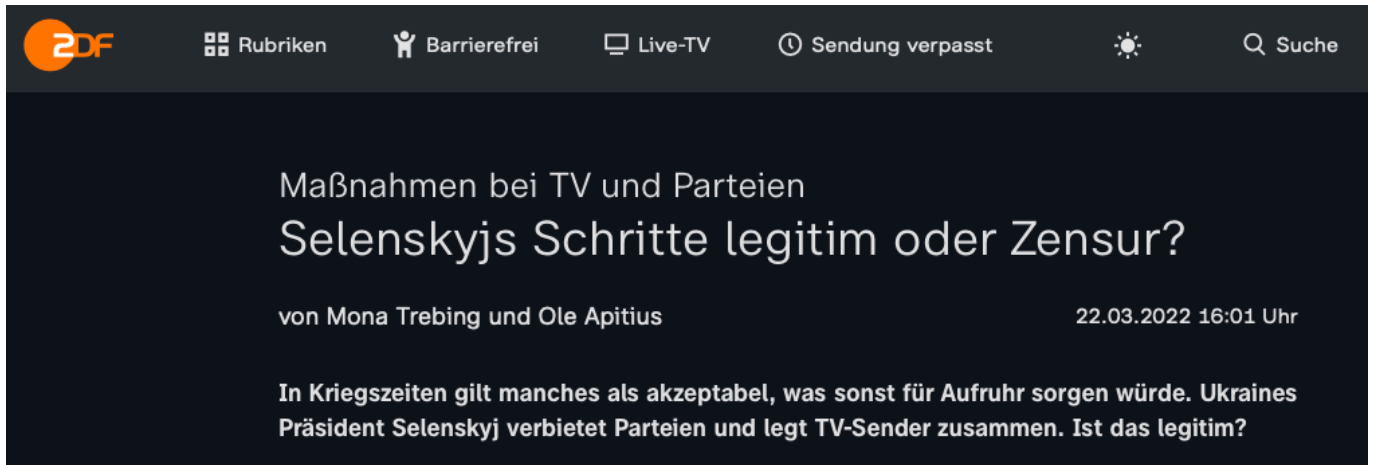 ZDF Rubriken Barrierefrei Live-TV Sendung verpasst Suche
Maßnahmen bei TV und Parteien
Selenskyjs Schritte legitim oder Zensur?
von Mona Trebing und Ole Apitius 22.03.2022 16:01 Uhr
In Kriegszeiten gilt manches als akzeptabel, was sonst für Aufruhr sorgen würde. Ukraines
Präsident Selenskyj verbietet Parteien und legt TV-Sender zusammen. Ist das legitim?